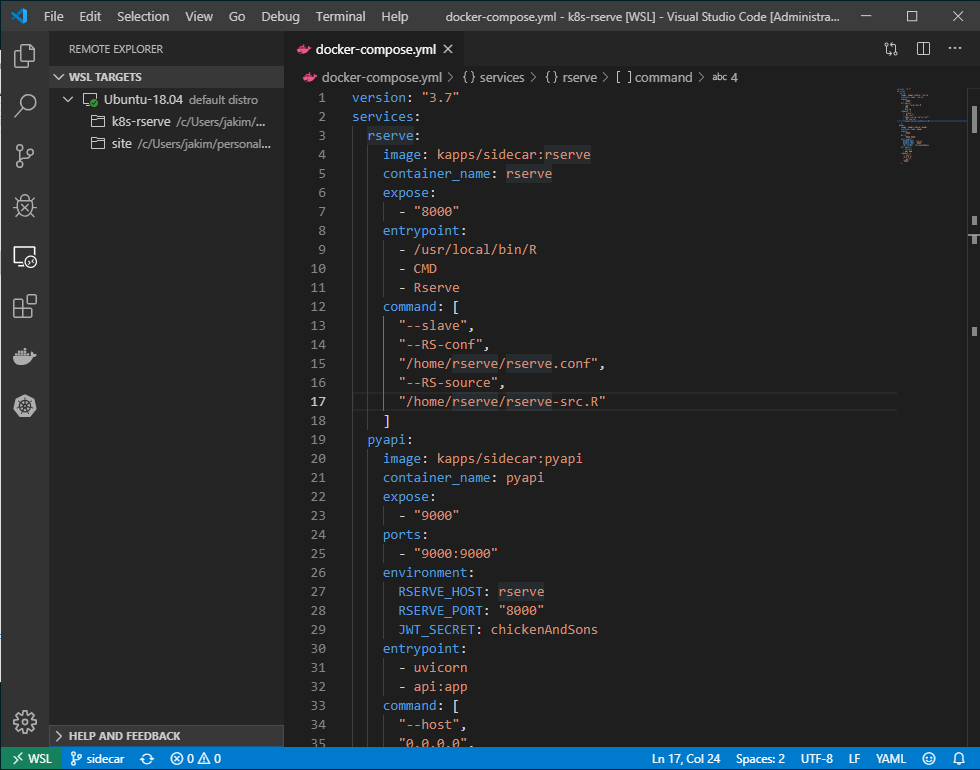 File Edit Selection View Go Debug Terminal Help docker-compose.yml - k8s-rserve [WSL] - Visual Studio Code [Administra...
REMOTE EXPLORER
WSL TARGETS
Ubuntu-18.04 default distro
k8s-rserve /c/Users/jakim/...
site /c/Users/jakim/personal...
HELP AND FEEDBACK
docker-compose.yml
docker-compose.yml > {} services > {} rserve > [ ] command > abc 4
1 version: "3.7"
2 services:
3 rserve:
4 image: kapps/sidecar:rserve
5 container_name: rserve
6 expose:
7 - "8000"
8 entrypoint:
9 - /usr/local/bin/R
10 - CMD
11 - Rserve
12 command: [
13 "--slave",
14 "--RS-conf",
15 "/home/rserve/rserve.conf",
16 "--RS-source",
17 "/home/rserve/rserve-src.R"
18 ]
19 pyapi:
20 image: kapps/sidecar:pyapi
21 container_name: pyapi
22 expose:
23 - "9000"
24 ports:
25 - "9000:9000"
26 environment:
27 RSERVE_HOST: rserve
28 RSERVE_PORT: "8000"
29 JWT_SECRET: chickenAndSons
30 entrypoint:
31 - uvicorn
32 - api:app
33 command: [
34 "--host",
35 "0.0.0.0",
WSL sidecar 0 0 Ln 17, Col 24 Spaces: 2 UTF-8 LF YAML